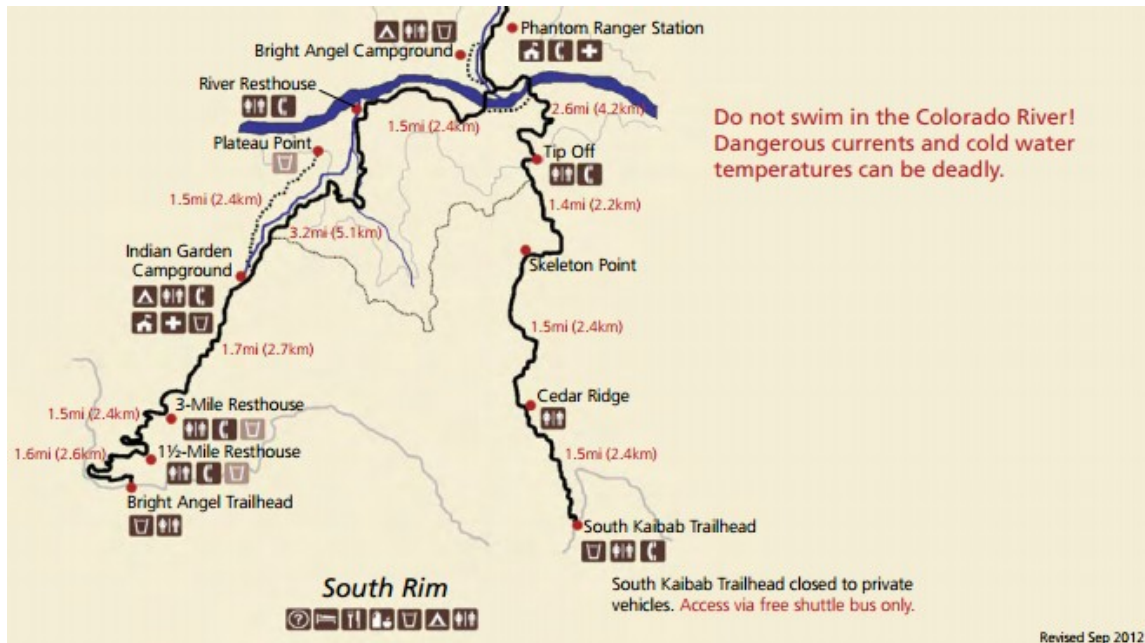 Phantom Ranger Station
Bright Angel Campground
River Resthouse
2.6mi (4.2km)
1.5mi (2.4km)
Do not swim in the Colorado River!
Dangerous currents and cold water
temperatures can be deadly.
Plateau Point
Tip Off
1.5mi (2.4km)
1.4mi (2.2km)
3.2mi (5.1km)
Indian Garden
Campground
Skeleton Point
1.5mi (2.4km)
1.7mi (2.7km)
Cedar Ridge
3-Mile Resthouse
1.5mi (2.4km)
1½-Mile Resthouse
1.6mi (2.6km)
1.5mi (2.4km)
Bright Angel Trailhead
South Kaibab Trailhead
South Rim
South Kaibab Trailhead closed to private
vehicles. Access via free shuttle bus only.
Revised Sep 2012